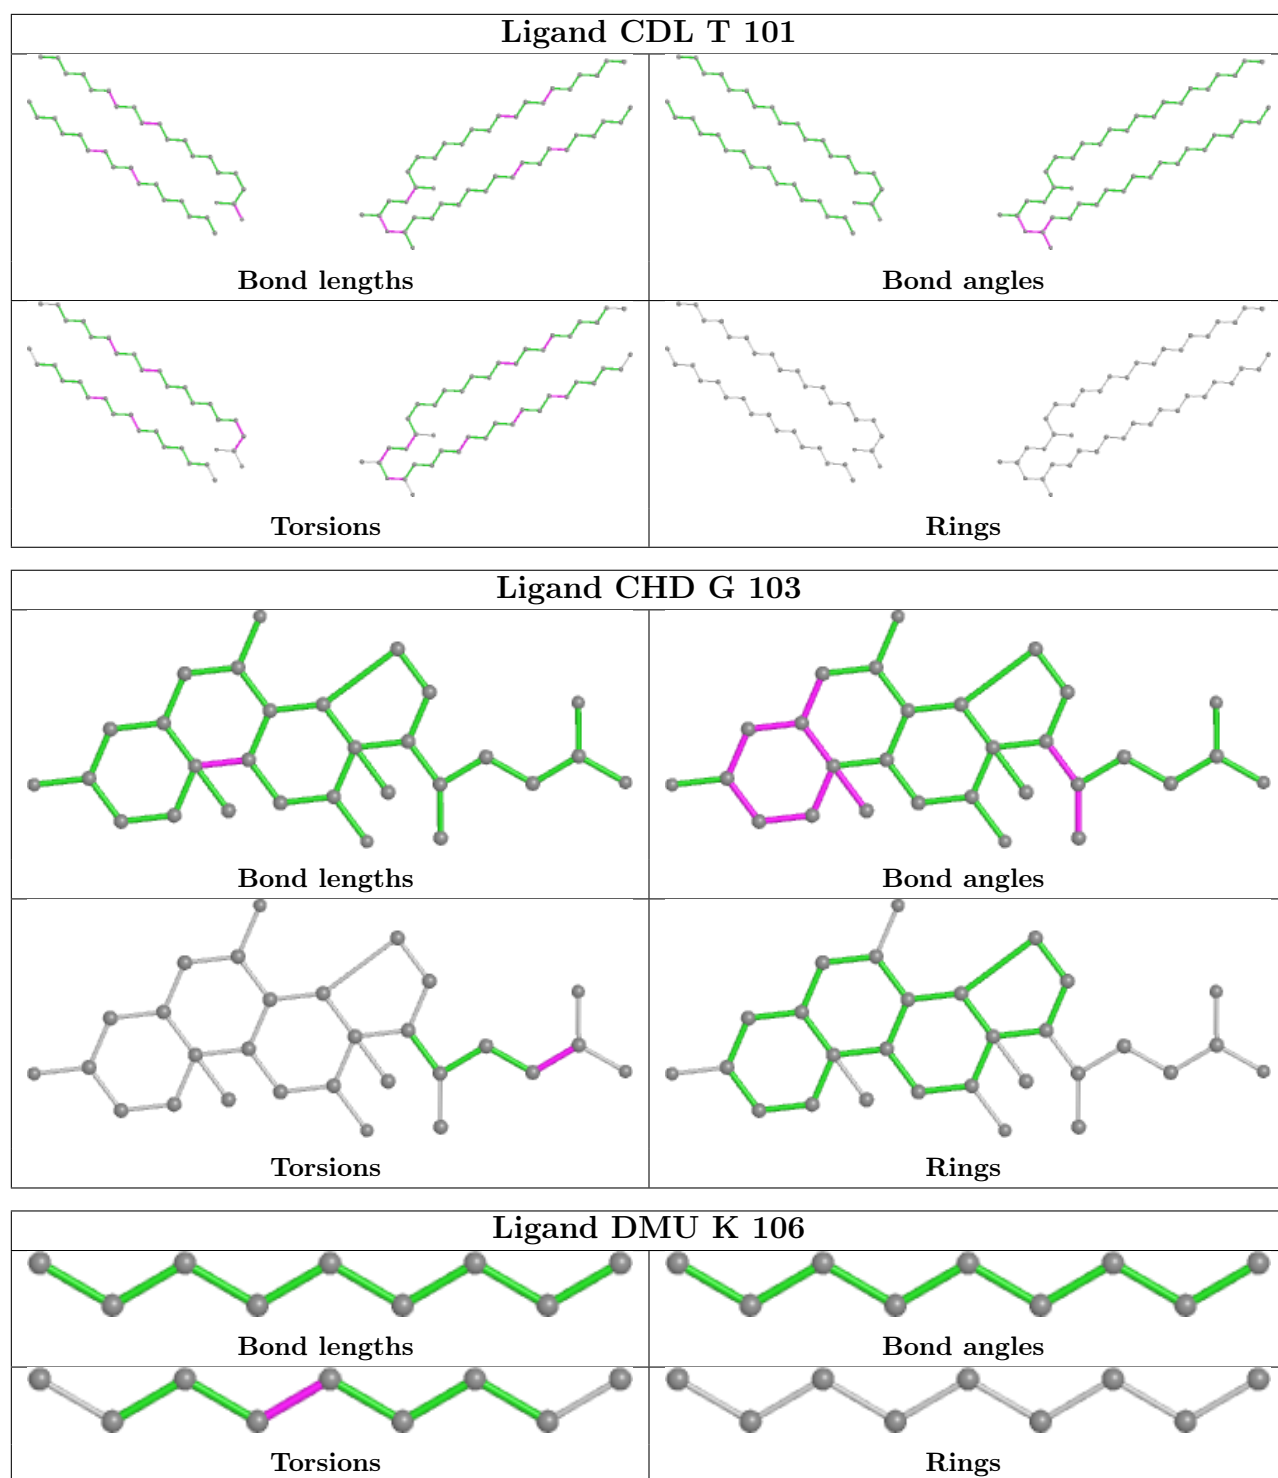 Ligand CDL T 101
Bond lengths Bond angles
Torsions Rings
Ligand CHD G 103
Bond lengths Bond angles
Torsions Rings
Ligand DMU K 106
Bond lengths Bond angles
Torsions Rings